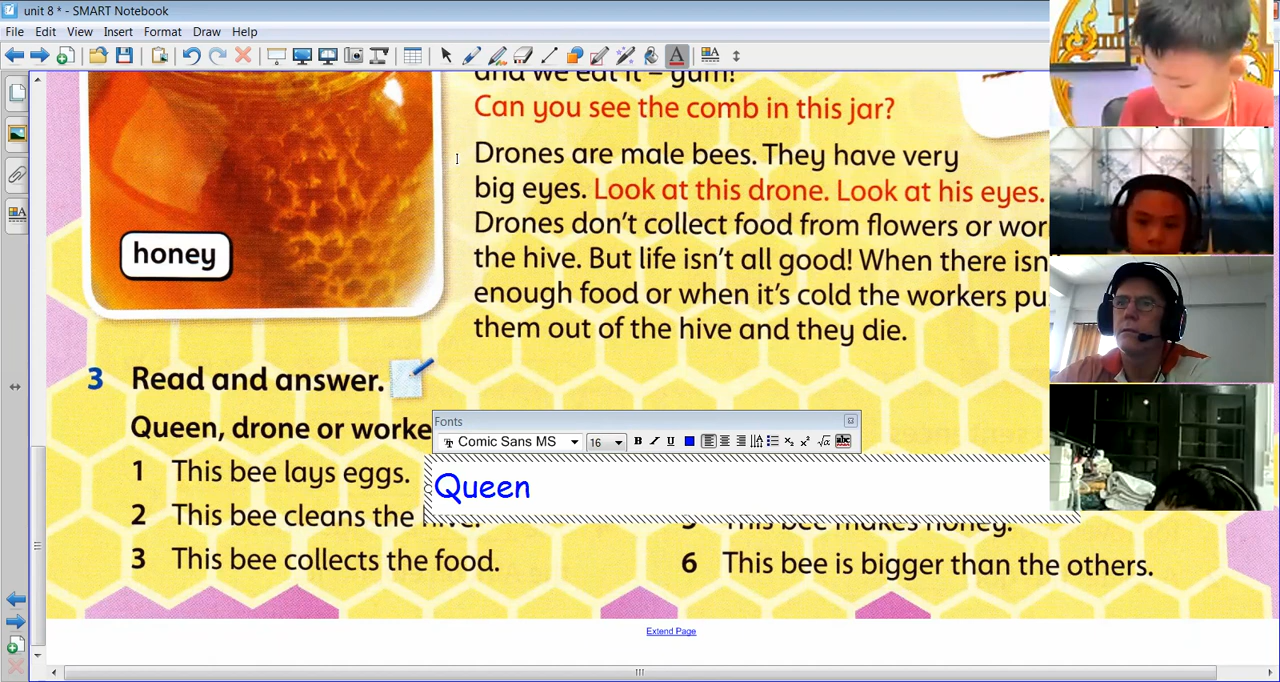 unit 8 * - SMART Notebook
File Edit View Insert Format Draw Help
and we eat it – yum!
Can you see the comb in this jar?
Drones are male bees. They have very
big eyes. Look at this drone. Look at his eyes.
Drones don't collect food from flowers or wor
the hive. But life isn't all good! When there isn
enough food or when it's cold the workers pu
them out of the hive and they die.
honey
3 Read and answer.
Queen, drone or worke
Fonts
Comic Sans MS 16 B I U
Queen
1 This bee lays eggs.
2 This bee cleans the hive.
3 This bee collects the food.
5 This bee makes honey.
6 This bee is bigger than the others.
Extend Page